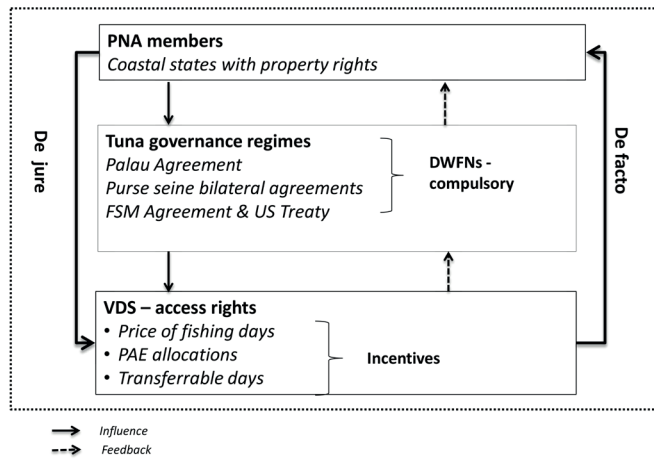 PNA members
Coastal states with property rights
De jure
De facto
Tuna governance regimes
Palau Agreement
Purse seine bilateral agreements
FSM Agreement & US Treaty
DWFNs -
compulsory
VDS – access rights
• Price of fishing days
• PAE allocations
• Transferrable days
Incentives
Influence
Feedback